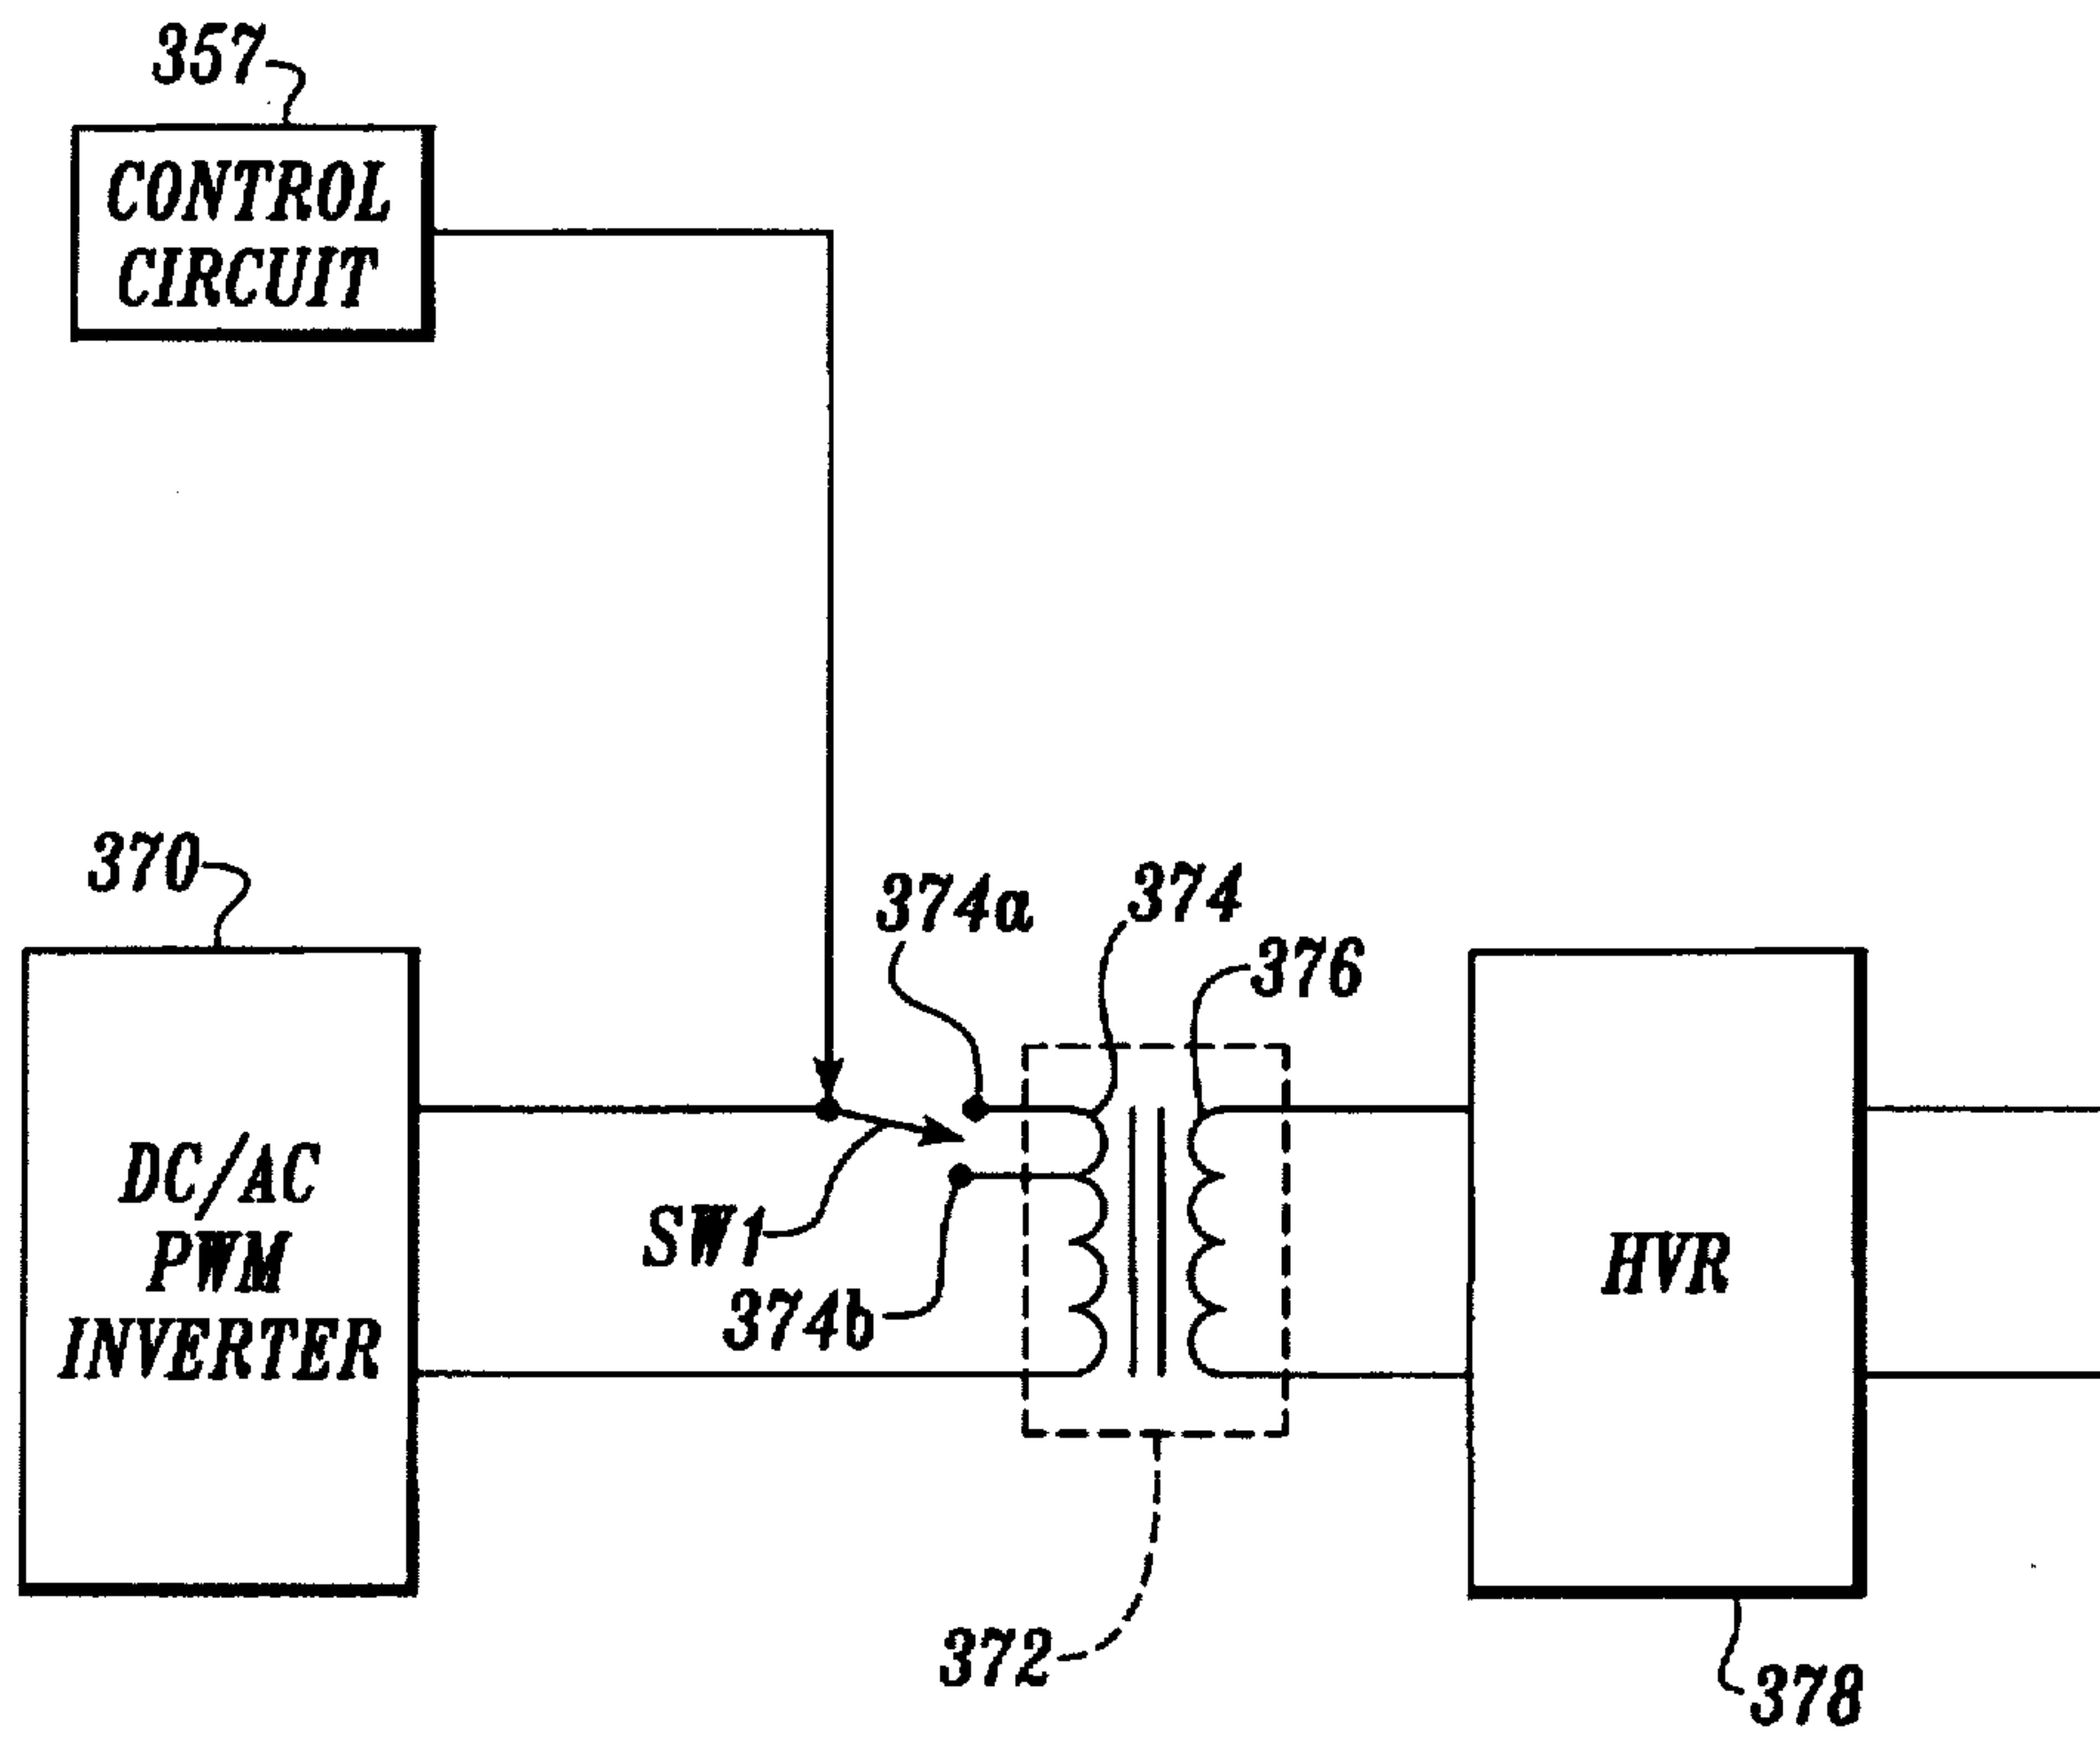 357
CONTROL
CIRCUIT
370
374a
374
376
DC/AC
PWM
INVERTER
SW1
374b
HVR
372
378